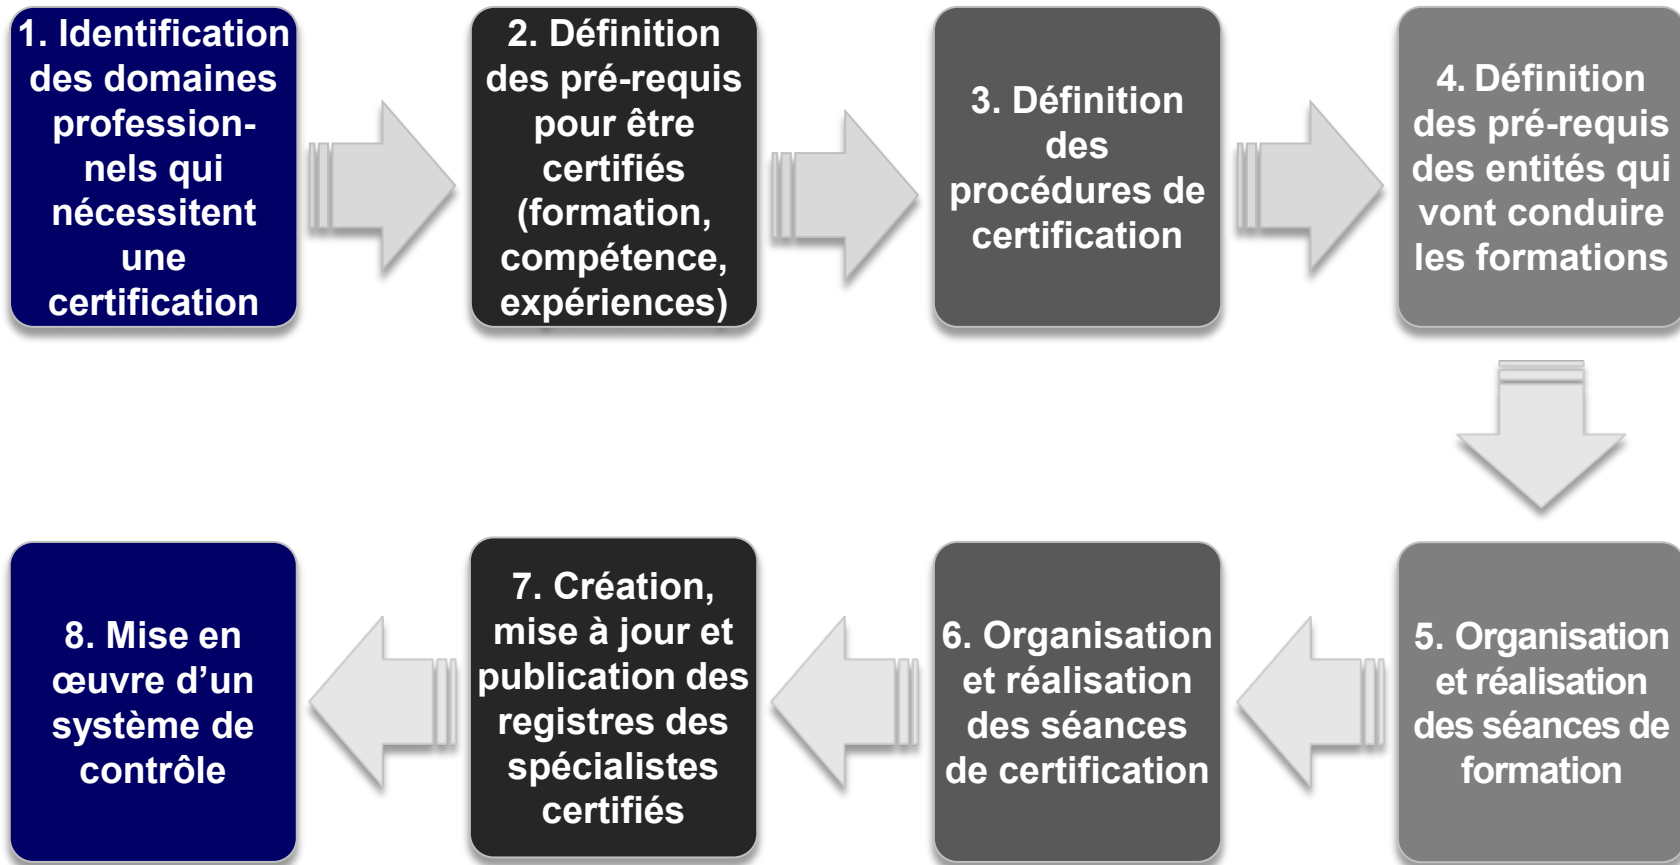 1. Identification
des domaines
profession-
nels qui
nécessitent
une
certification
2. Définition
des pré-requis
pour être
certifiés
(formation,
compétence,
expériences)
3. Définition
des
procédures de
certification
4. Définition
des pré-requis
des entités qui
vont conduire
les formations
5. Organisation
et réalisation
des séances de
formation
6. Organisation
et réalisation
des séances
de certification
7. Création,
mise à jour et
publication des
registres des
spécialistes
certifiés
8. Mise en
œuvre d’un
système de
contrôle